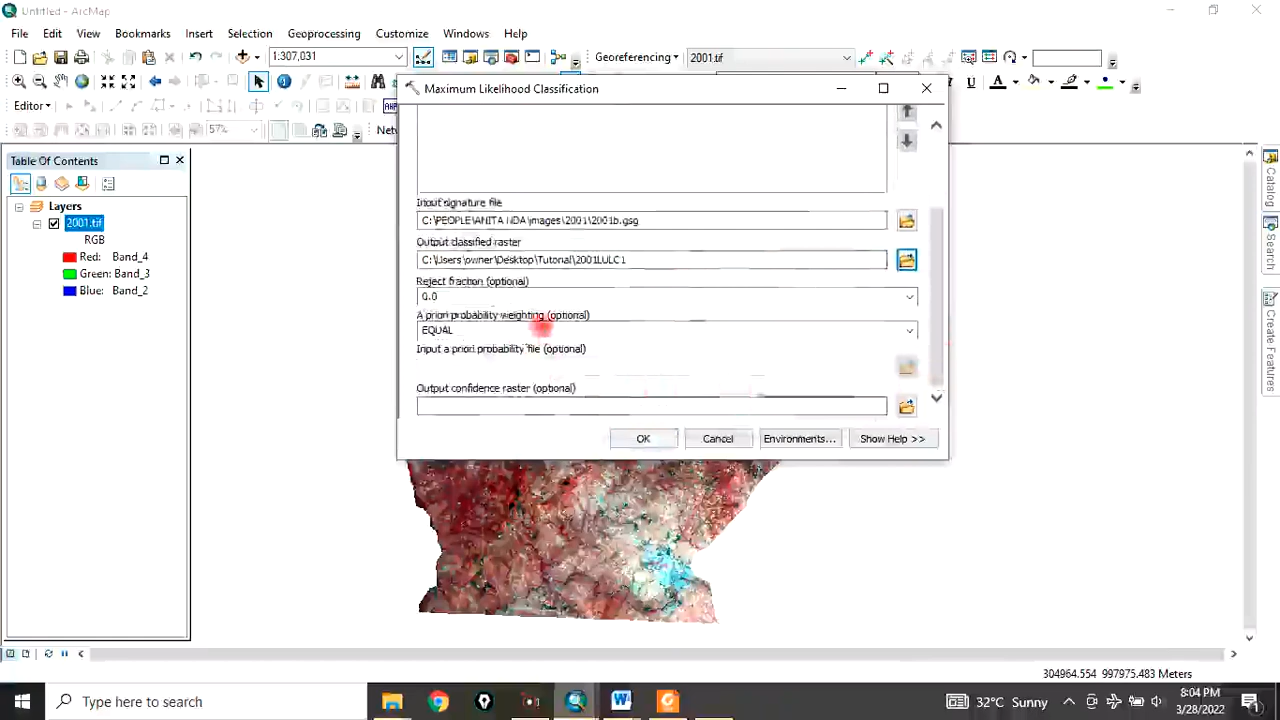 Untitled - ArcMap
File Edit View Bookmarks Insert Selection Geoprocessing Customize Windows Help
1:307,031 Georeferencing 2001.tif
Editor
57%
Maximum Likelihood Classification
Table Of Contents
Layers
2001.tif
RGB
Red: Band_4
Green: Band_3
Blue: Band_2
Input signature file
C:\PEOPLE\ANITA NDA\images\2001\2001b.gsg
Output classified raster
C:\Users\owner\Desktop\Tutorial\2001LULC1
Reject fraction (optional)
0.0
A priori probability weighting (optional)
EQUAL
Input a priori probability file (optional)
Output confidence raster (optional)
OK Cancel Environments... Show Help >>
Catalog
Search
Create Features
304964.554 997975.483 Meters
Type here to search
32°C Sunny
8:04 PM
3/28/2022